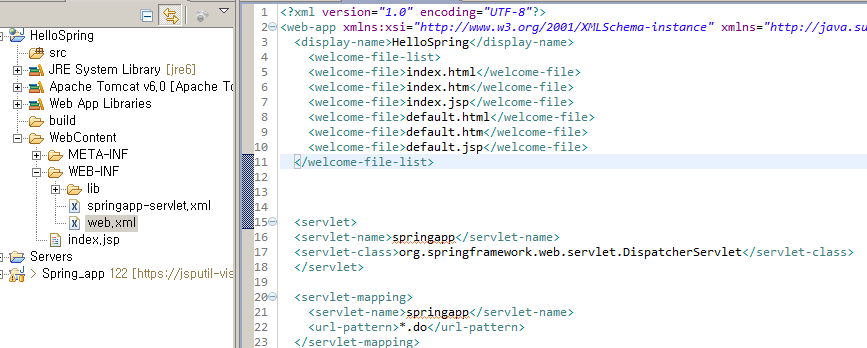 HelloSpring
src
JRE System Library [jre6]
Apache Tomcat v6,0 [Apache To
Web App Libraries
build
WebContent
META-INF
WEB-INF
lib
springapp-servlet,xml
web,xml
index,jsp
Servers
> Spring_app 122 [https://jsputil-vis
1 <?xml version="1.0" encoding="UTF-8"?>
2 <web-app xmlns:xsi="http://www.w3.org/2001/XMLSchema-instance" xmlns="http://java.su
3 <display-name>HelloSpring</display-name>
4 <welcome-file-list>
5 <welcome-file>index.html</welcome-file>
6 <welcome-file>index.htm</welcome-file>
7 <welcome-file>index.jsp</welcome-file>
8 <welcome-file>default.html</welcome-file>
9 <welcome-file>default.htm</welcome-file>
10 <welcome-file>default.jsp</welcome-file>
11 </welcome-file-list>
12
13
14
15 <servlet>
16 <servlet-name>springapp</servlet-name>
17 <servlet-class>org.springframework.web.servlet.DispatcherServlet</servlet-class>
18 </servlet>
19
20 <servlet-mapping>
21 <servlet-name>springapp</servlet-name>
22 <url-pattern>*.do</url-pattern>
23 </servlet-mapping>